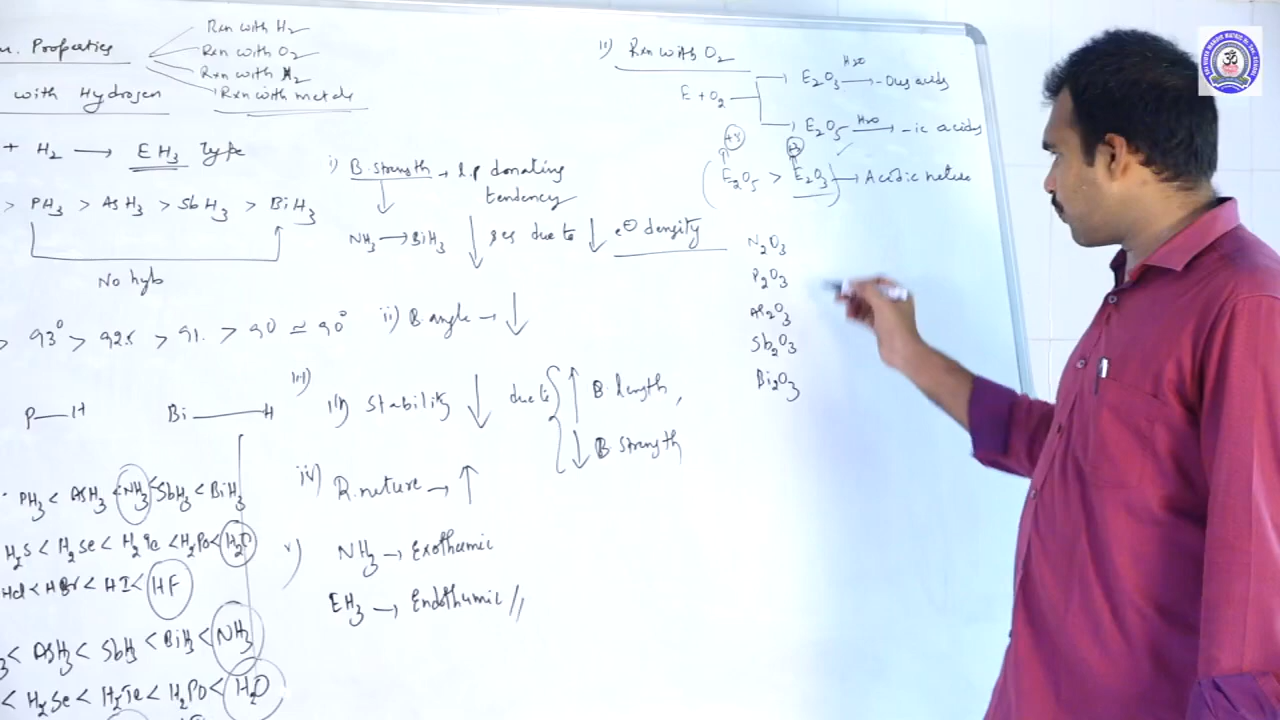 m. Properties
Rxn with H2
Rxn with O2
Rxn with X2
Rxn with metals
with Hydrogen
+ H2 → EH3 type
> PH3 > AsH3 > SbH3 > BiH3
No hyb
> 93° > 92. > 91. > 90 ≃ 90°
P—H Bi——H
PH3 < AsH3 < NH3 < SbH3 < BiH3
H2S < H2Se < H2Te < H2Po < H2O
HCl < HBr < HI < HF
< AsH3 < SbH3 < BiH3 < NH3
< H2Se < H2Te < H2Po < H2O
i) B. strength → l.p donating
tendency
NH3 → BiH3 ↓ ses due to ↓ e⊖ density
ii) B. angle → ↓
iii)
iii) Stability ↓ due to { ↑ B. length,
↓ B strength
iv) R. nature → ↑
v) NH3 → Exothermic
EH3 → Endothermic //
ii) Rxn with O2
E + O2 → E2O3 H2O → -ous acids
→ E2O5 H2O → -ic acids
+5 +3
(E2O5 > E2O3) → Acidic nature
N2O3
P2O3
As2O3
Sb2O3
Bi2O3